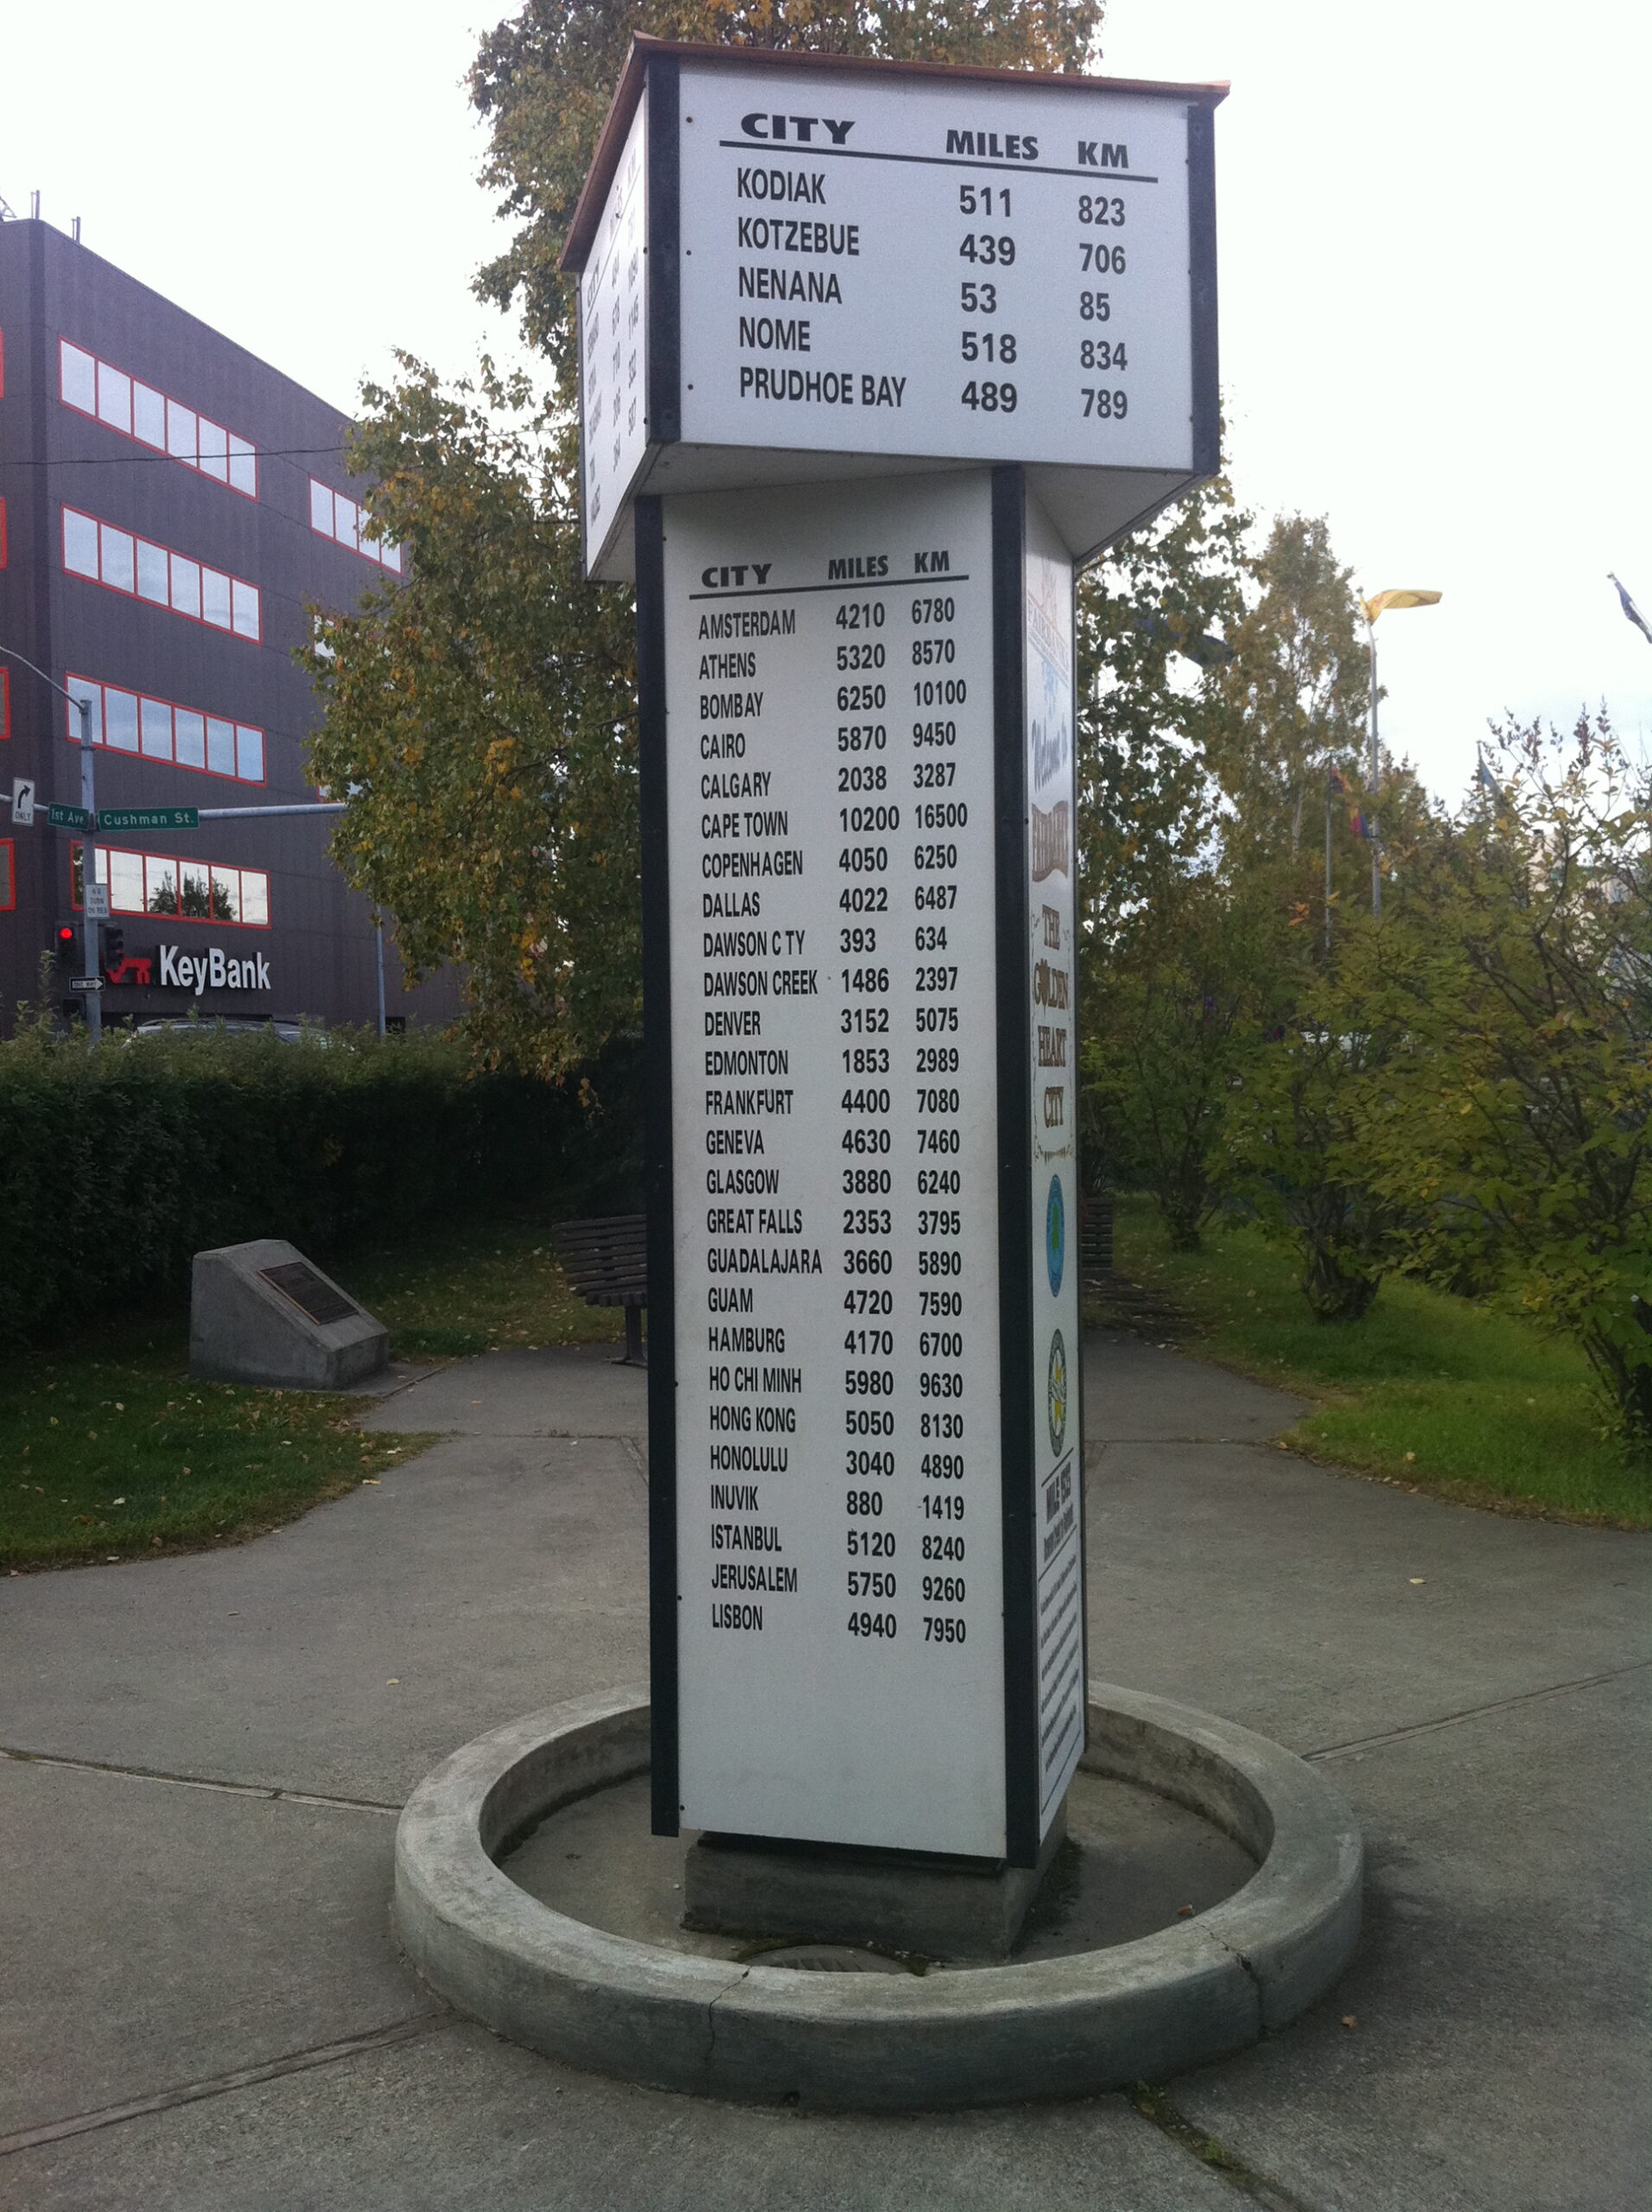 CITY MILES KM
KODIAK 511 823
KOTZEBUE 439 706
NENANA 53 85
NOME 518 834
PRUDHOE BAY 489 789
CITY MILES KM
AMSTERDAM 4210 6780
ATHENS 5320 8570
BOMBAY 6250 10100
CAIRO 5870 9450
CALGARY 2038 3287
CAPE TOWN 10200 16500
COPENHAGEN 4050 6250
DALLAS 4022 6487
DAWSON C TY 393 634
DAWSON CREEK 1486 2397
DENVER 3152 5075
EDMONTON 1853 2989
FRANKFURT 4400 7080
GENEVA 4630 7460
GLASGOW 3880 6240
GREAT FALLS 2353 3795
GUADALAJARA 3660 5890
GUAM 4720 7590
HAMBURG 4170 6700
HO CHI MINH 5980 9630
HONG KONG 5050 8130
HONOLULU 3040 4890
INUVIK 880 1419
ISTANBUL 5120 8240
JERUSALEM 5750 9260
LISBON 4940 7950
THE
GOLDEN
HEART
CITY
ONLY
1st Ave
Cushman St.
KeyBank